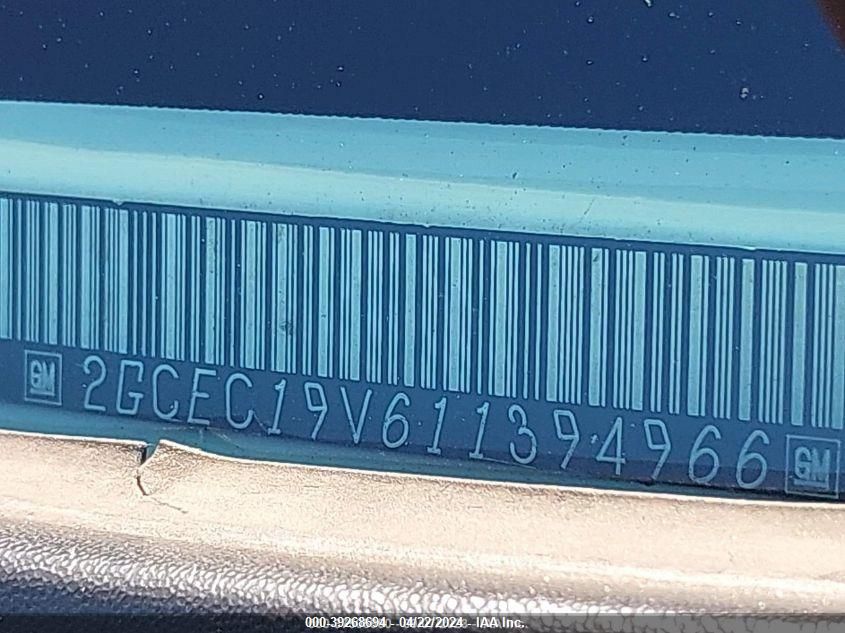 GM 2GCEC19V611394966 GM
000-39268694 - 04/22/2024 - IAA Inc.